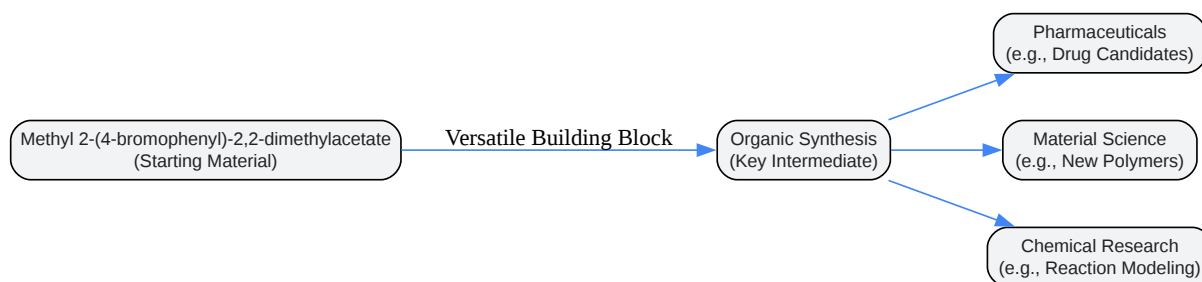 Methyl 2-(4-bromophenyl)-2,2-dimethylacetate
(Starting Material)
Versatile Building Block
Organic Synthesis
(Key Intermediate)
Pharmaceuticals
(e.g., Drug Candidates)
Material Science
(e.g., New Polymers)
Chemical Research
(e.g., Reaction Modeling)